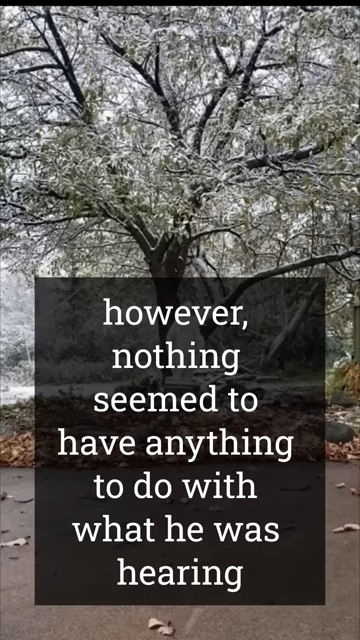 however,
nothing
seemed to
have anything
to do with
what he was
hearing